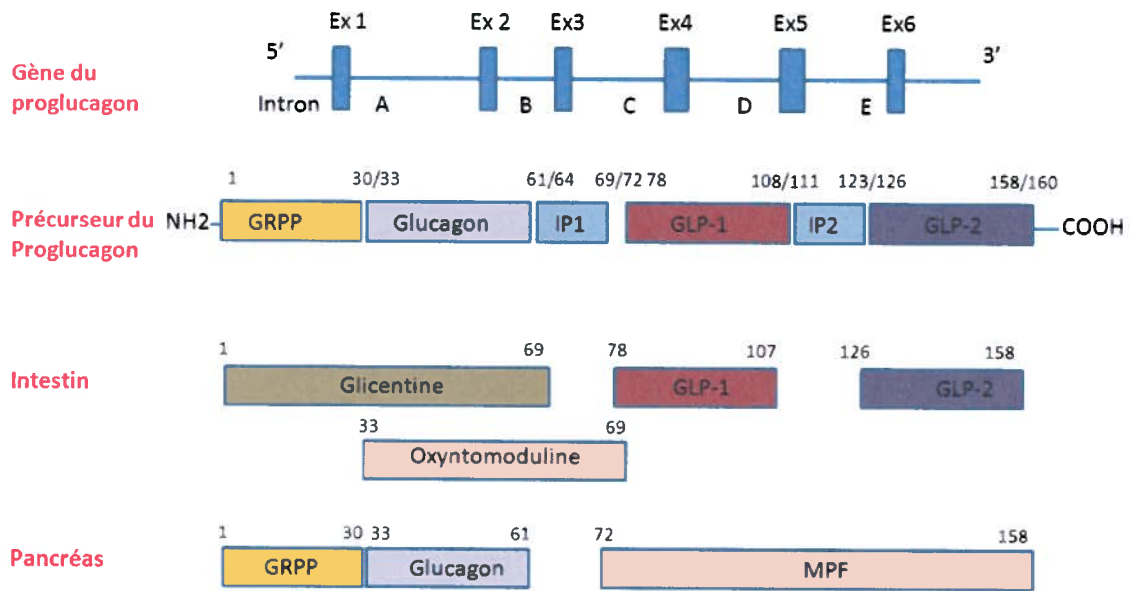 Ex 1 Ex 2 Ex3 Ex4 Ex5 Ex6
5' 3'
Gène du
proglucagon
Intron A B C D E
1 30/33 61/64 69/72 78 108/111 123/126 158/160
Précurseur du
Proglucagon
NH2 GRPP Glucagon IP1 GLP-1 IP2 GLP-2 COOH
1 69 78 107 126 158
Intestin Glicentine GLP-1 GLP-2
33 69
Oxyntomoduline
1 30 33 61 72 158
Pancréas GRPP Glucagon MPF